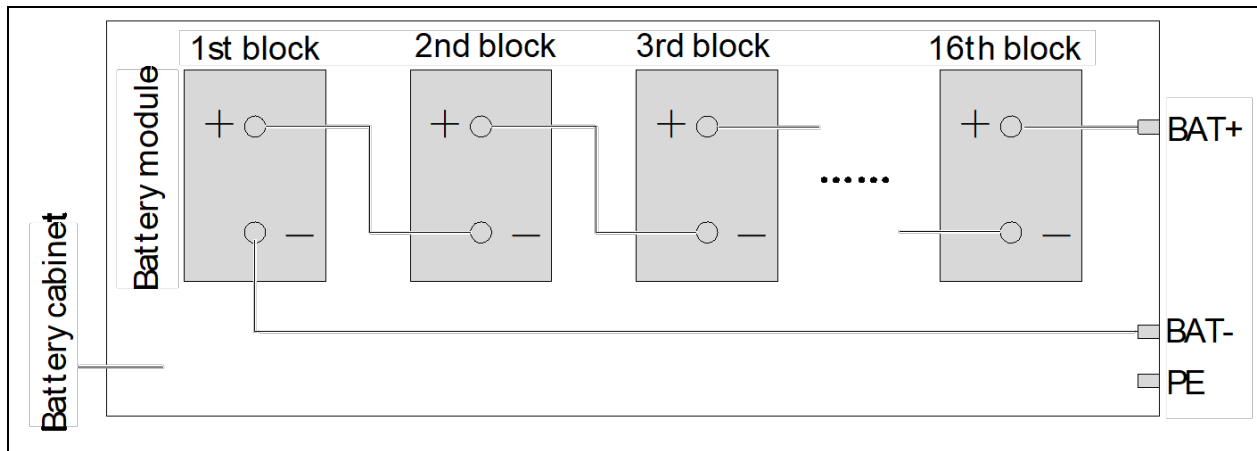 1st block
2nd block
3rd block
16th block
Battery module
+
+
+
+
BAT+
......
—
—
—
—
Battery cabinet
BAT-
PE